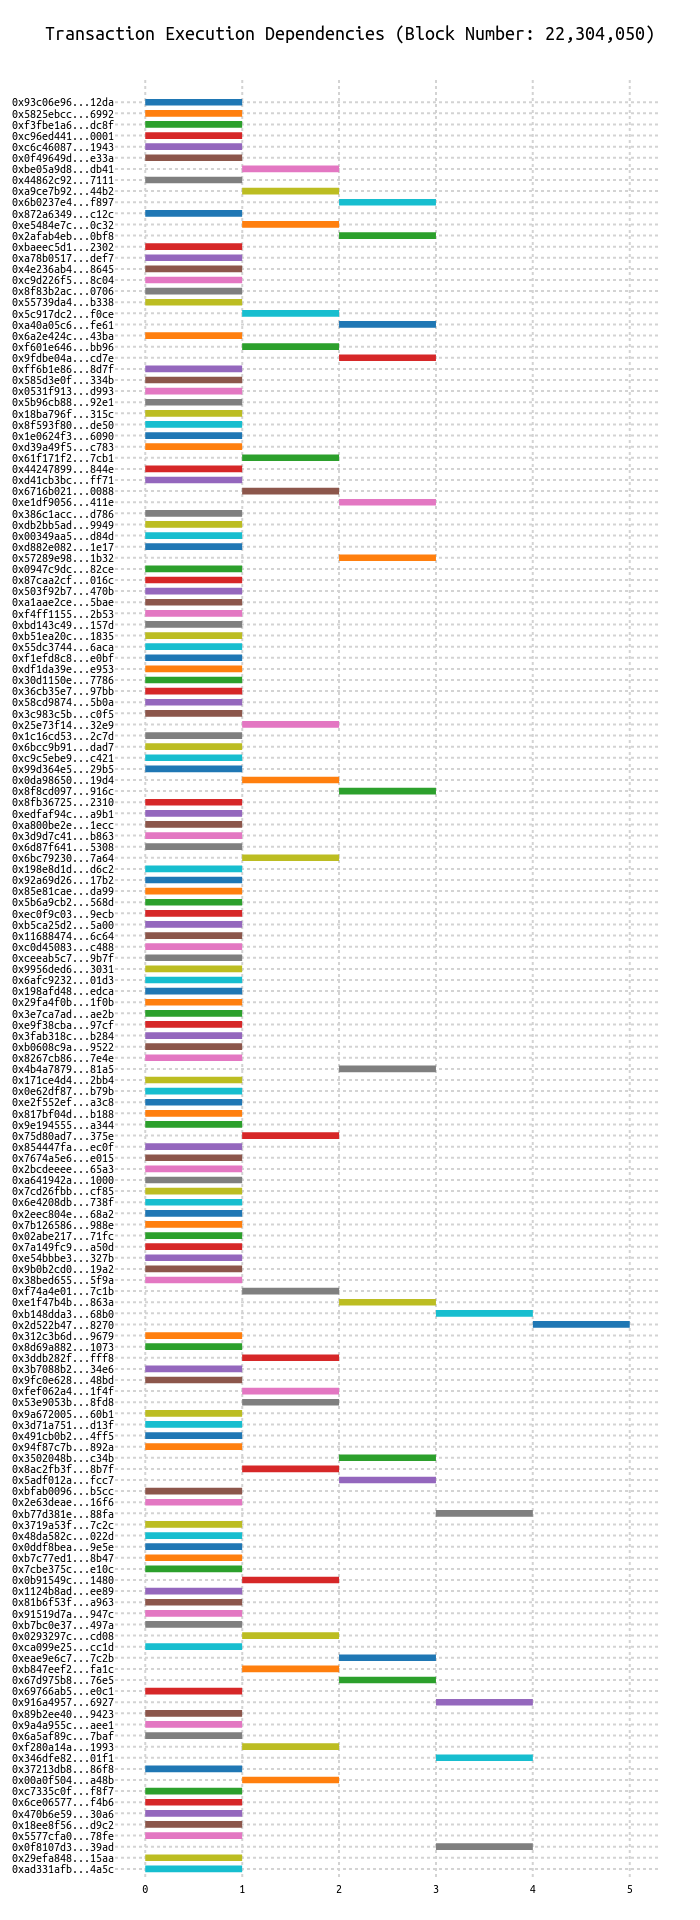 Transaction Execution Dependencies (Block Number: 22,304,050)
0x93c06e96...12da
0x5825ebcc...6992
0xf3fbe1a6...dc8f
0xc96ed441...0001
0xc6c46087...1943
0x0f49649d...e33a
0xbe05a9d8...db41
0x44862c92...7111
0xa9ce7b92...44b2
0x6b0237e4...f897
0x872a6349...c12c
0xe5484e7c...0c32
0x2afab4eb...0bf8
0xbaeec5d1...2302
0xa78b0517...def7
0x4e236ab4...8645
0xc9d226f5...8c04
0x8f83b2ac...0706
0x55739da4...b338
0x5c917dc2...f0ce
0xa40a05c6...fe61
0x6a2e424c...43ba
0xf601e646...bb96
0x9fdbe04a...cd7e
0xff6b1e86...8d7f
0x585d3e0f...334b
0x0531f913...d993
0x5b96cb88...92e1
0x18ba796f...315c
0x8f593f80...de50
0x1e0624f3...6090
0xd39a49f5...c783
0x61f171f2...7cb1
0x44247899...844e
0xd41cb3bc...ff71
0x6716b021...0088
0xe1df9056...411e
0x386c1acc...d786
0xdb2bb5ad...9949
0x00349aa5...d84d
0xd882e082...1e17
0x57289e98...1b32
0x0947c9dc...82ce
0x87caa2cf...016c
0x503f92b7...470b
0xa1aae2ce...5bae
0xf4ff1155...2b53
0xbd143c49...157d
0xb51ea20c...1835
0x55dc3744...6aca
0xf1efd8c8...e0bf
0xdf1da39e...e953
0x30d1150e...7786
0x36cb35e7...97bb
0x58cd9874...5b0a
0x3c983c5b...c0f5
0x25e73f14...32e9
0x1c16cd53...2c7d
0x6bcc9b91...dad7
0xc9c5ebe9...c421
0x99d364e5...29b5
0x0da98650...19d4
0x8f8cd097...916c
0x8fb36725...2310
0xedfaf94c...a9b1
0xa800be2e...1ecc
0x3d9d7c41...b863
0x6d87f641...5308
0x6bc79230...7a64
0x198e8d1d...d6c2
0x92a69d26...17b2
0x85e81cae...da99
0x5b6a9cb2...568d
0xec0f9c03...9ecb
0xb5ca25d2...5a00
0x11688474...6c64
0xc0d45083...c488
0xceeab5c7...9b7f
0x9956ded6...3031
0x6afc9232...01d3
0x198afd48...edca
0x29fa4f0b...1f0b
0x3e7ca7ad...ae2b
0xe9f38cba...97cf
0x3fab318c...b284
0xb0608c9a...9522
0x8267cb86...7e4e
0x4b4a7879...81a5
0x171ce4d4...2bb4
0x0e62df87...b79b
0xe2f552ef...a3c8
0x817bf04d...b188
0x9e194555...a344
0x75d80ad7...375e
0x854447fa...ec0f
0x7674a5e6...e015
0x2bcdeeee...65a3
0xa641942a...1000
0x7cd26fbb...cf85
0x6e4208db...738f
0x2eec804e...68a2
0x7b126586...988e
0x02abe217...71fc
0x7a149fc9...a50d
0xe54bbbe3...327b
0x9b0b2cd0...19a2
0x38bed655...5f9a
0xf74a4e01...7c1b
0xe1f47b4b...863a
0xb148dda3...68b0
0x2d522b47...8270
0x312c3b6d...9679
0x8d69a882...1073
0x3ddb282f...fff8
0x3b7088b2...34e6
0x9fc0e628...48bd
0xfef062a4...1f4f
0x53e9053b...8fd8
0x9a672005...60b1
0x3d71a751...d13f
0x491cb0b2...4ff5
0x94f87c7b...892a
0x3502048b...c34b
0x8ac2fb3f...8b7f
0x5adf012a...fcc7
0xbfab0096...b5cc
0x2e63deae...16f6
0xb77d381e...88fa
0x3719a53f...7c2c
0x48da582c...022d
0x0ddf8bea...9e5e
0xb7c77ed1...8b47
0x7cbe375c...e10c
0x0b91549c...1480
0x1124b8ad...ee89
0x81b6f53f...a963
0x91519d7a...947c
0xb7bc0e37...497a
0x0293297c...cd08
0xca099e25...cc1d
0xeae9e6c7...7c2b
0xb847eef2...fa1c
0x67d975b8...76e5
0x69766ab5...e0c1
0x916a4957...6927
0x89b2ee40...9423
0x9a4a955c...aee1
0x6a5af89c...7baf
0xf280a14a...1993
0x346dfe82...01f1
0x37213db8...86f8
0x00a0f504...a48b
0xc7335c0f...f8f7
0x6ce06577...f4b6
0x470b6e59...30a6
0x18ee8f56...d9c2
0x5577cfa0...78fe
0x0f8107d3...39ad
0x29efa848...15aa
0xad331afb...4a5c
0 1 2 3 4 5